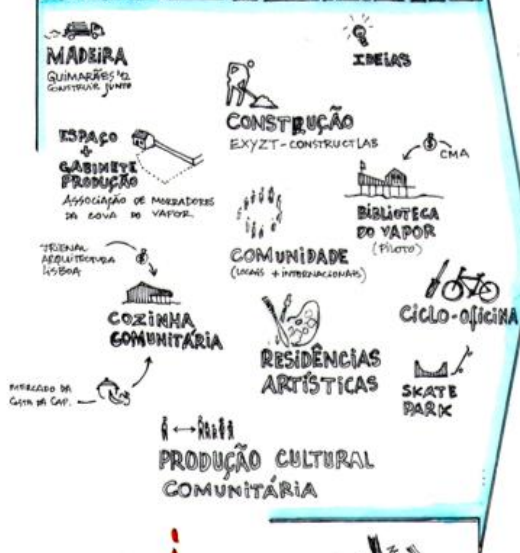 MADEIRA
GUIMARÃES '12
CONSTRUIR JUNTO
IDEIAS
CONSTRUÇÃO
EXYZT-CONSTRUCTLAB
ESPAÇO
+
GABINETE
PRODUÇÃO
ASSOCIAÇÃO DE MORRADORES
DA COVA DO VAPOR
$
CMA
BIBLIOTECA
DO VAPOR
(PILOTO)
COMUNIDADE
(LOCAIS + INTERNACIONAIS)
TRIENAL
ARQUITECTURA
LISBOA
$
COZINHA
COMUNITÁRIA
CICLO-OFICINA
RESIDÊNCIAS
ARTÍSTICAS
SKATE
PARK
MERCADO DA
COSTA DA CAP.
PRODUÇÃO CULTURAL
COMUNITÁRIA